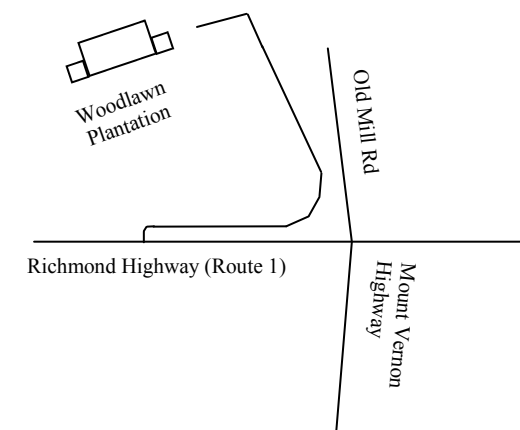 Woodlawn
Plantation
Old Mill Rd
Richmond Highway (Route 1)
Mount Vernon
Highway